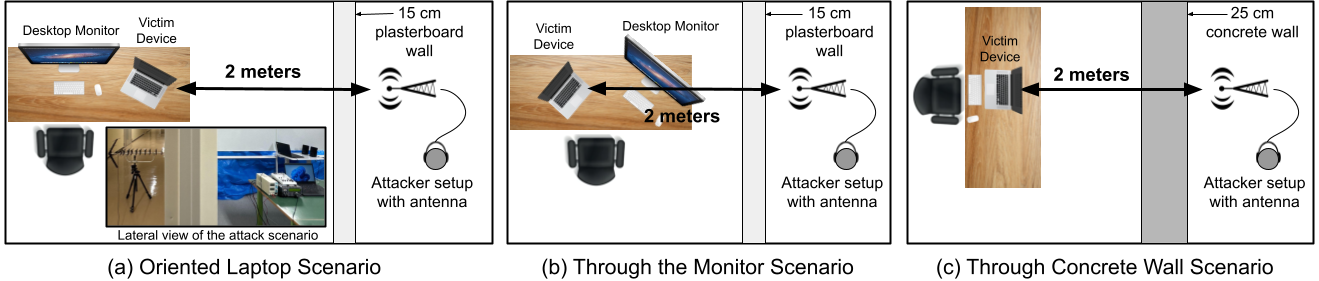 Desktop Monitor
Victim
Device
15 cm
plasterboard
wall
2 meters
Attacker setup
with antenna
Lateral view of the attack scenario
(a) Oriented Laptop Scenario
Victim
Device
Desktop Monitor
15 cm
plasterboard
wall
2 meters
Attacker setup
with antenna
(b) Through the Monitor Scenario
Victim
Device
25 cm
concrete wall
2 meters
Attacker setup
with antenna
(c) Through Concrete Wall Scenario